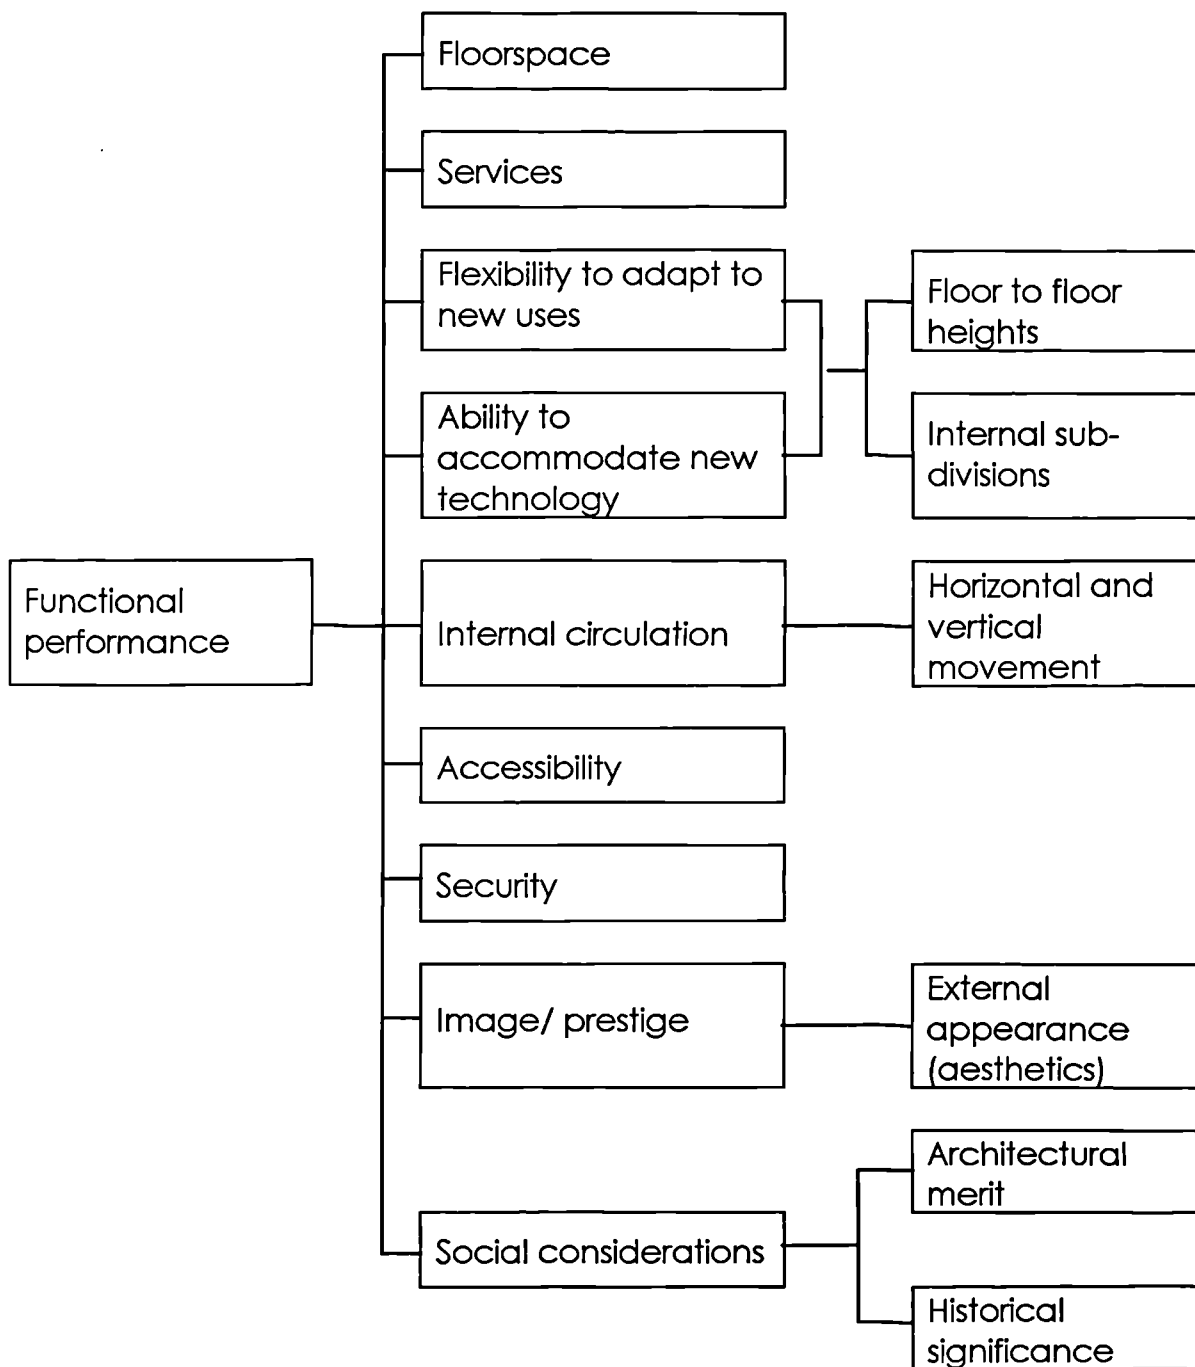 Floorspace
Services
Flexibility to adapt to
new uses
Floor to floor
heights
Ability to
accommodate new
technology
Internal sub-
divisions
Functional
performance
Internal circulation
Horizontal and
vertical
movement
Accessibility
Security
Image/ prestige
External
appearance
(aesthetics)
Architectural
merit
Social considerations
Historical
significance